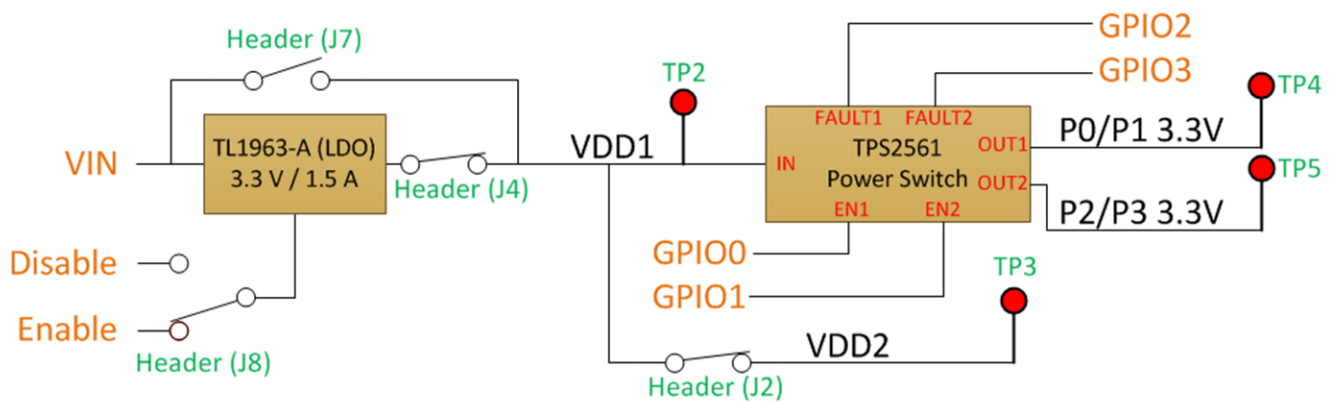 GPIO2
Header (J7)
TP2
GPIO3
TP4
FAULT1 FAULT2
P0/P1 3.3V
TL1963-A (LDO)
3.3 V / 1.5 A
VDD1
TPS2561
Power Switch
OUT1
VIN
IN
TP5
Header (J4)
OUT2
EN1 EN2
P2/P3 3.3V
GPIO0
Disable
TP3
GPIO1
Enable
Header (J8)
VDD2
Header (J2)